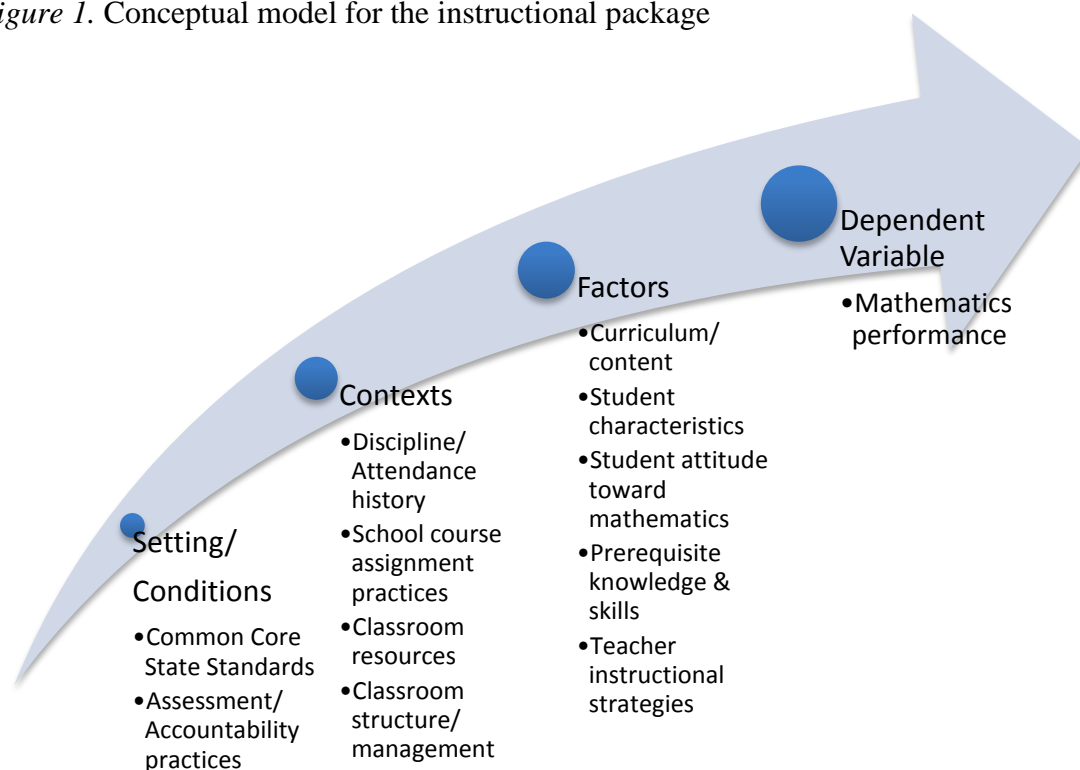 igure 1. Conceptual model for the instructional package
Setting/
Conditions
•Common Core
State Standards
•Assessment/
Accountability
practices
Contexts
•Discipline/
Attendance
history
•School course
assignment
practices
•Classroom
resources
•Classroom
structure/
management
Factors
•Curriculum/
content
•Student
characteristics
•Student attitude
toward
mathematics
•Prerequisite
knowledge &
skills
•Teacher
instructional
strategies
Dependent
Variable
•Mathematics
performance